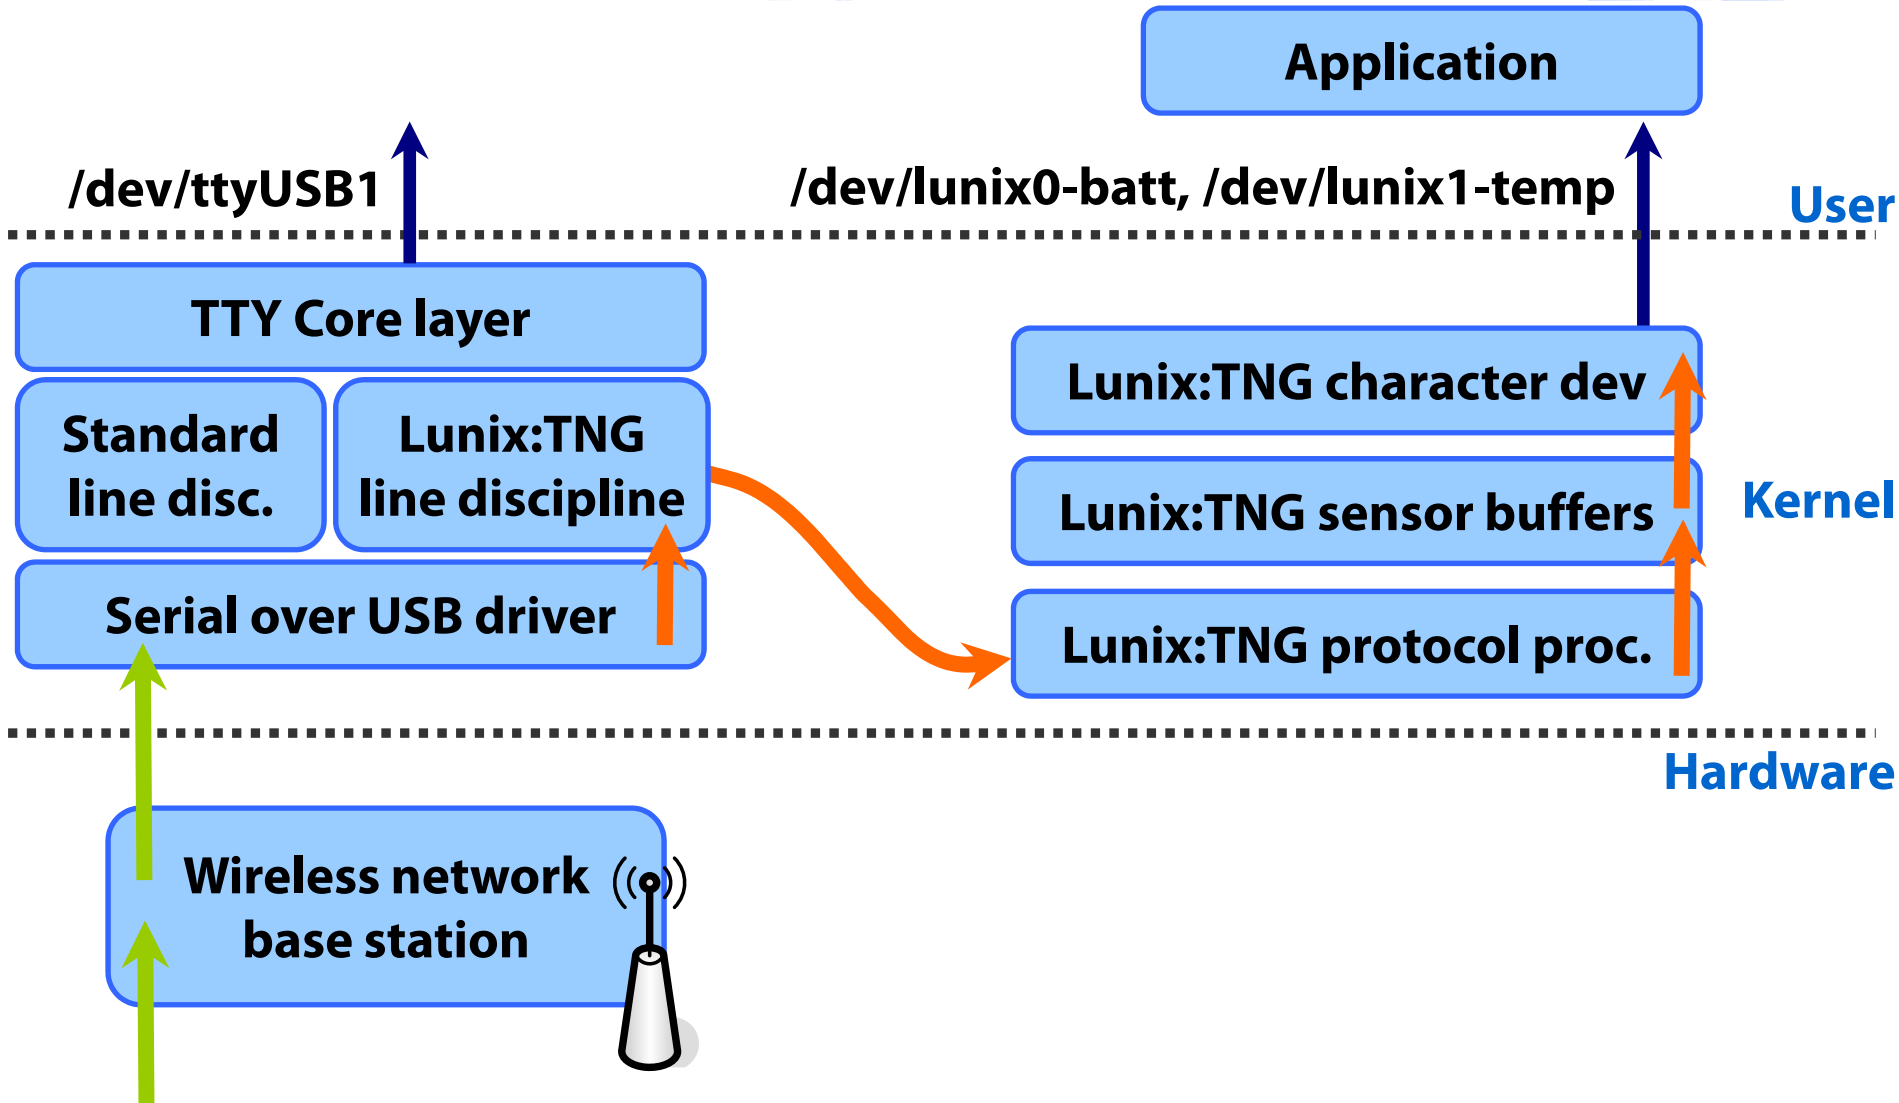 Application
/dev/ttyUSB1
/dev/lunix0-batt, /dev/lunix1-temp
User
TTY Core layer
Standard
line disc.
Lunix:TNG
line discipline
Serial over USB driver
Lunix:TNG character dev
Lunix:TNG sensor buffers
Lunix:TNG protocol proc.
Kernel
Hardware
Wireless network
base station